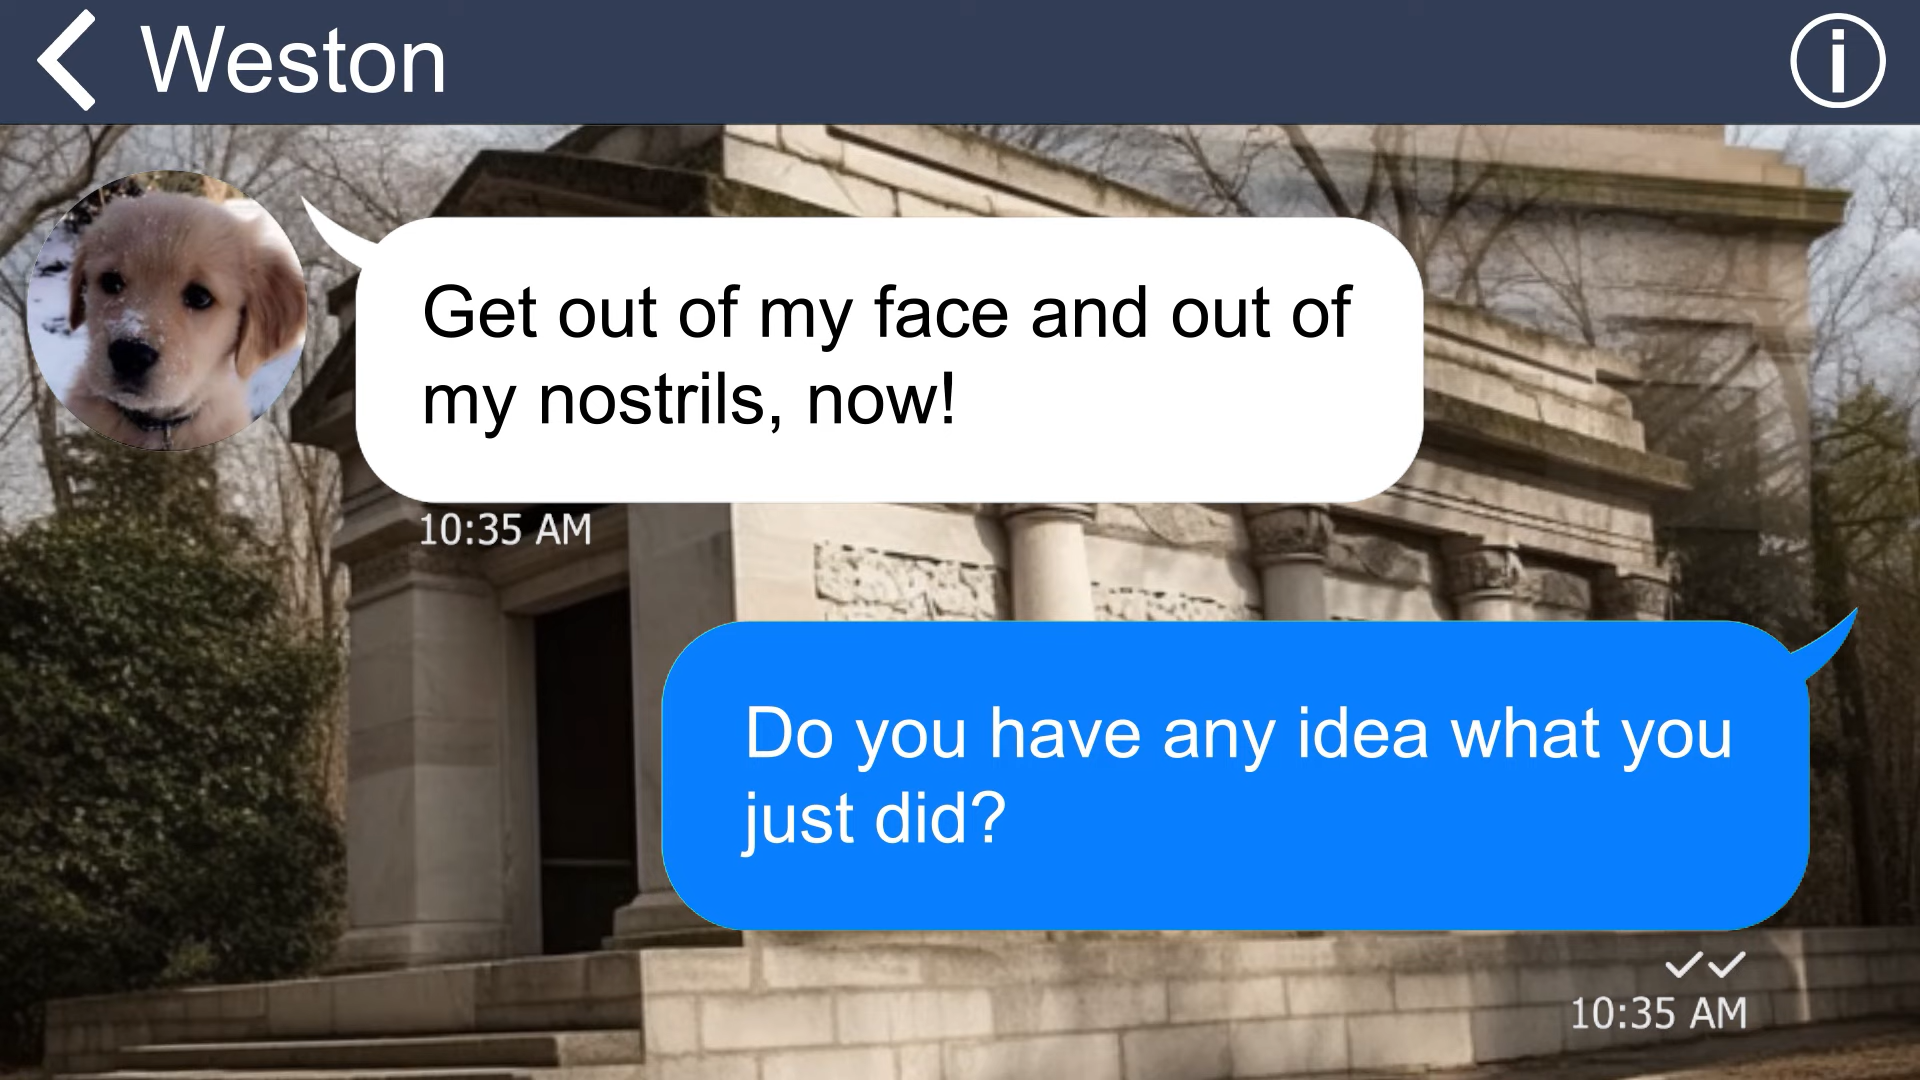 Weston
Get out of my face and out of
my nostrils, now!
10:35 AM
Do you have any idea what you
just did?
10:35 AM